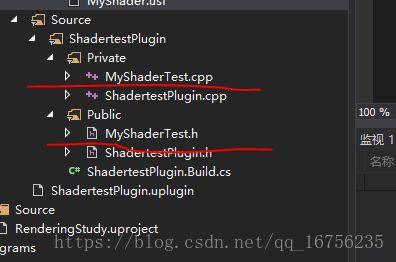 MyShader.usf
Source
ShadertestPlugin
Private
MyShaderTest.cpp
ShadertestPlugin.cpp
Public
MyShaderTest.h
ShadertestPlugin.h
ShadertestPlugin.Build.cs
ShadertestPlugin.uplugin
Source
RenderingStudy.uproject
grams
100 %
监视 1
名称
https://blog.csdn.net/qq_16756235